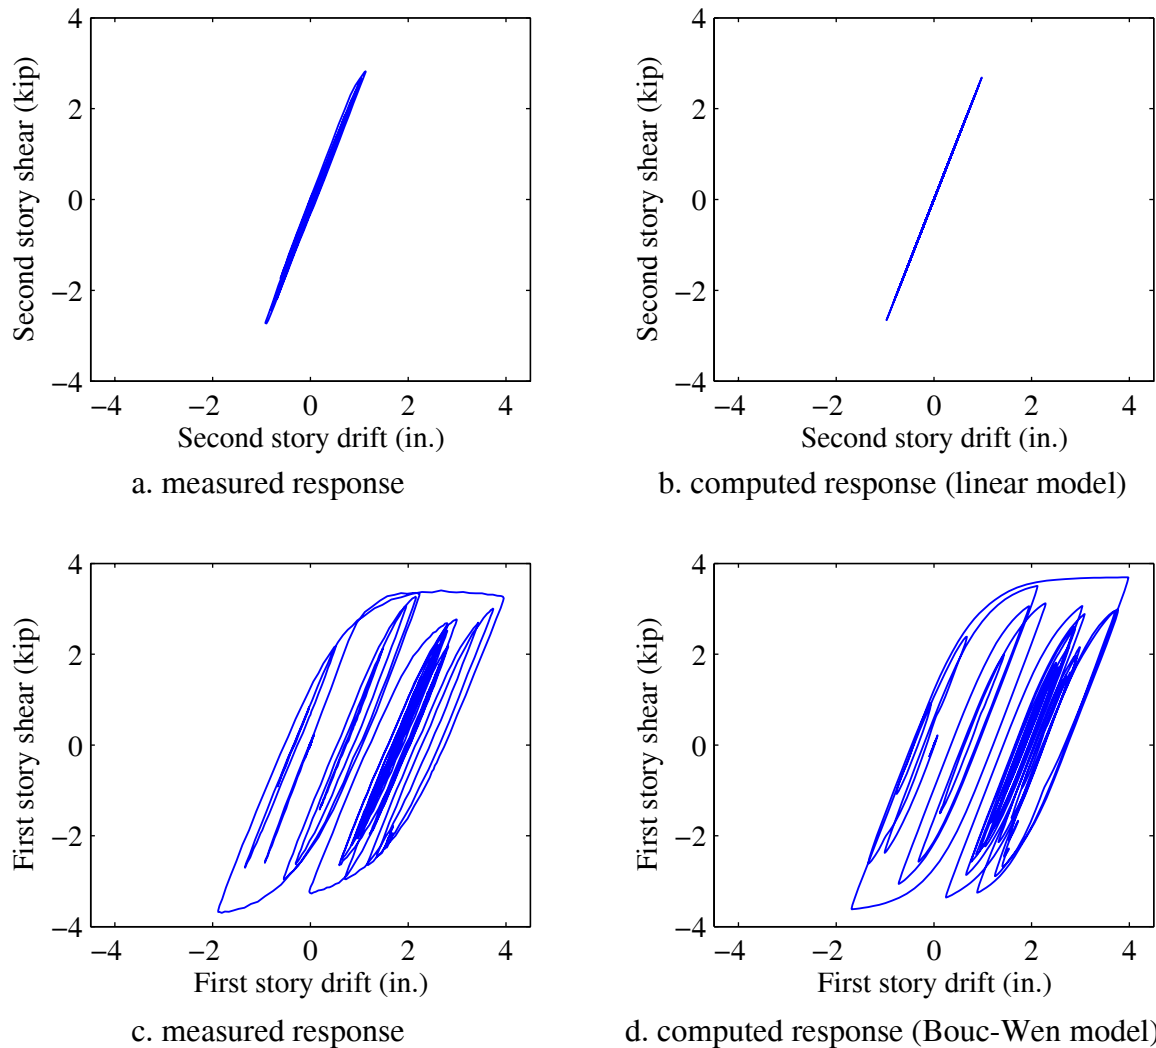 4
2
0
−2
−4
Second story shear (kip)
−4 −2 0 2 4
Second story drift (in.)
a. measured response
4
2
0
−2
−4
Second story shear (kip)
−4 −2 0 2 4
Second story drift (in.)
b. computed response (linear model)
4
2
0
−2
−4
First story shear (kip)
−4 −2 0 2 4
First story drift (in.)
c. measured response
4
2
0
−2
−4
First story shear (kip)
−4 −2 0 2 4
First story drift (in.)
d. computed response (Bouc-Wen model)